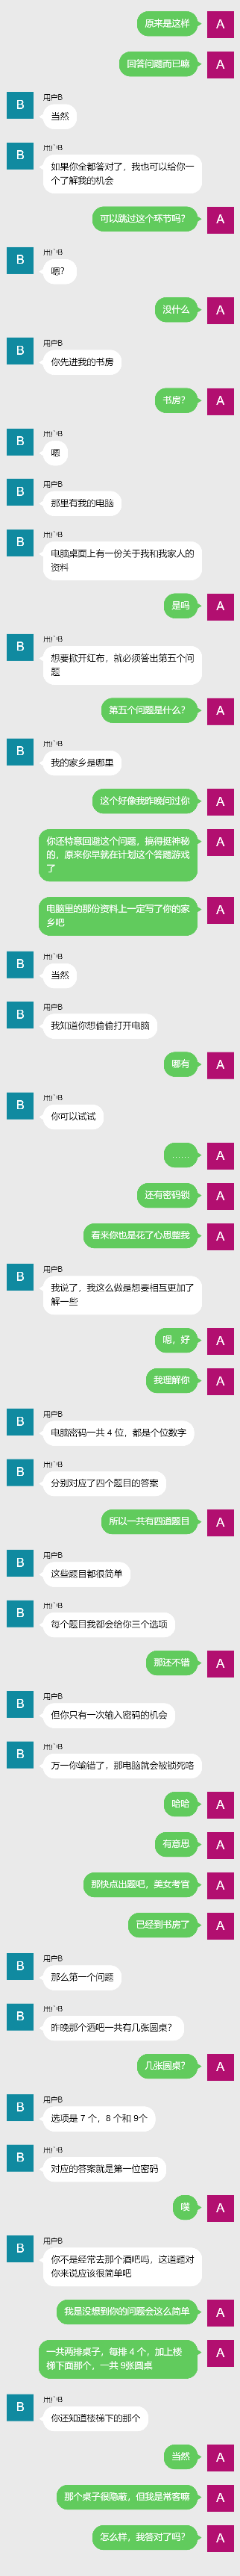 原来是这样
A
回答问题而已嘛
A
B
用户B
当然
B
用户B
如果你全都答对了，我也可以给你一
个了解我的机会
可以跳过这个环节吗？
A
B
用户B
嗯？
没什么
A
B
用户B
你先进我的书房
书房？
A
B
用户B
嗯
B
用户B
那里有我的电脑
B
用户B
电脑桌面上有一份关于我和我家人的
资料
是吗
A
B
用户B
想要掀开红布，就必须答出第五个问
题
第五个问题是什么？
A
B
用户B
我的家乡是哪里
这个好像我昨晚问过你
A
你还特意回避这个问题，搞得挺神秘
的，原来你早就在计划这个答题游戏
了
A
电脑里的那份资料上一定写了你的家
乡吧
A
B
用户B
当然
B
用户B
我知道你想偷偷打开电脑
哪有
A
B
用户B
你可以试试
……
A
还有密码锁
A
看来你也是花了心思整我
A
B
用户B
我说了，我这么做是想要相互更加了
解一些
嗯，好
A
我理解你
A
B
用户B
电脑密码一共 4 位，都是个位数字
B
用户B
分别对应了四个题目的答案
所以一共有四道题目
A
B
用户B
这些题目都很简单
B
用户B
每个题目我都会给你三个选项
那还不错
A
B
用户B
但你只有一次输入密码的机会
B
用户B
万一你输错了，那电脑就会被锁死咯
哈哈
A
有意思
A
那快点出题吧，美女考官
A
已经到书房了
A
B
用户B
那么第一个问题
B
用户B
昨晚那个酒吧一共有几张圆桌？
几张圆桌？
A
B
用户B
选项是 7 个，8 个和 9个
B
用户B
对应的答案就是第一位密码
噗
A
B
用户B
你不是经常去那个酒吧吗，这道题对
你来说应该很简单吧
我是没想到你的问题会这么简单
A
一共两排桌子，每排 4 个，加上楼
梯下面那个，一共 9张圆桌
A
B
用户B
你还知道楼梯下的那个
当然
A
那个桌子很隐蔽，但我是常客嘛
A
怎么样，我答对了吗？
A